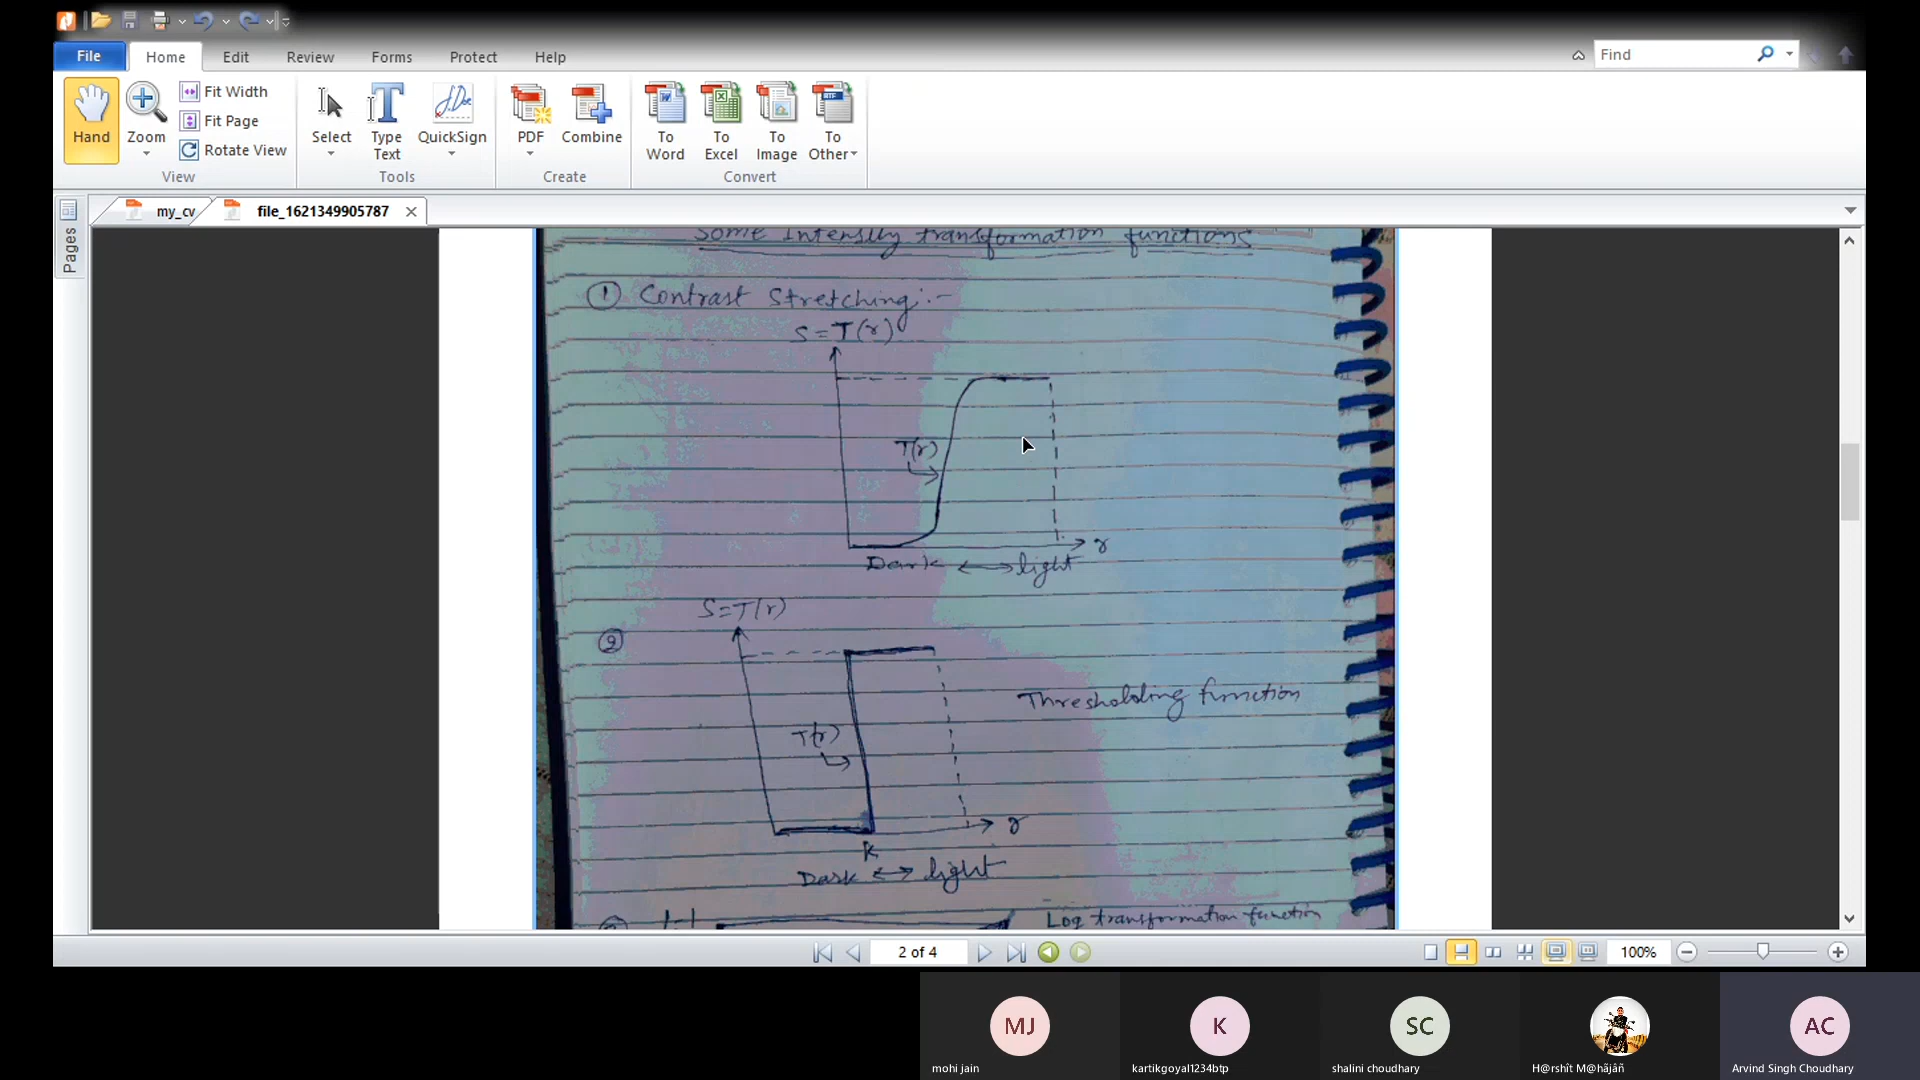 File
Home
Edit
Review
Forms
Protect
Help
Find
Hand
Zoom
Fit Width
Fit Page
Rotate View
View
Select
Type
Text
QuickSign
Tools
PDF
Combine
Create
To
Word
To
Excel
To
Image
To
Other
Convert
my_cv
file_1621349905787
Pages
Some Intensity transformation functions
① Contrast Stretching :-
S=T(r)
T(r)
r
Dark ↔ light
S=T(r)
②
Thresholding function
T(r)
r
k
Dark ↔ light
Log transformation function
2 of 4
100%
MJ
mohi jain
K
kartikgoyal1234btp
SC
shalini choudhary
H@rshît M@hãjâñ
AC
Arvind Singh Choudhary